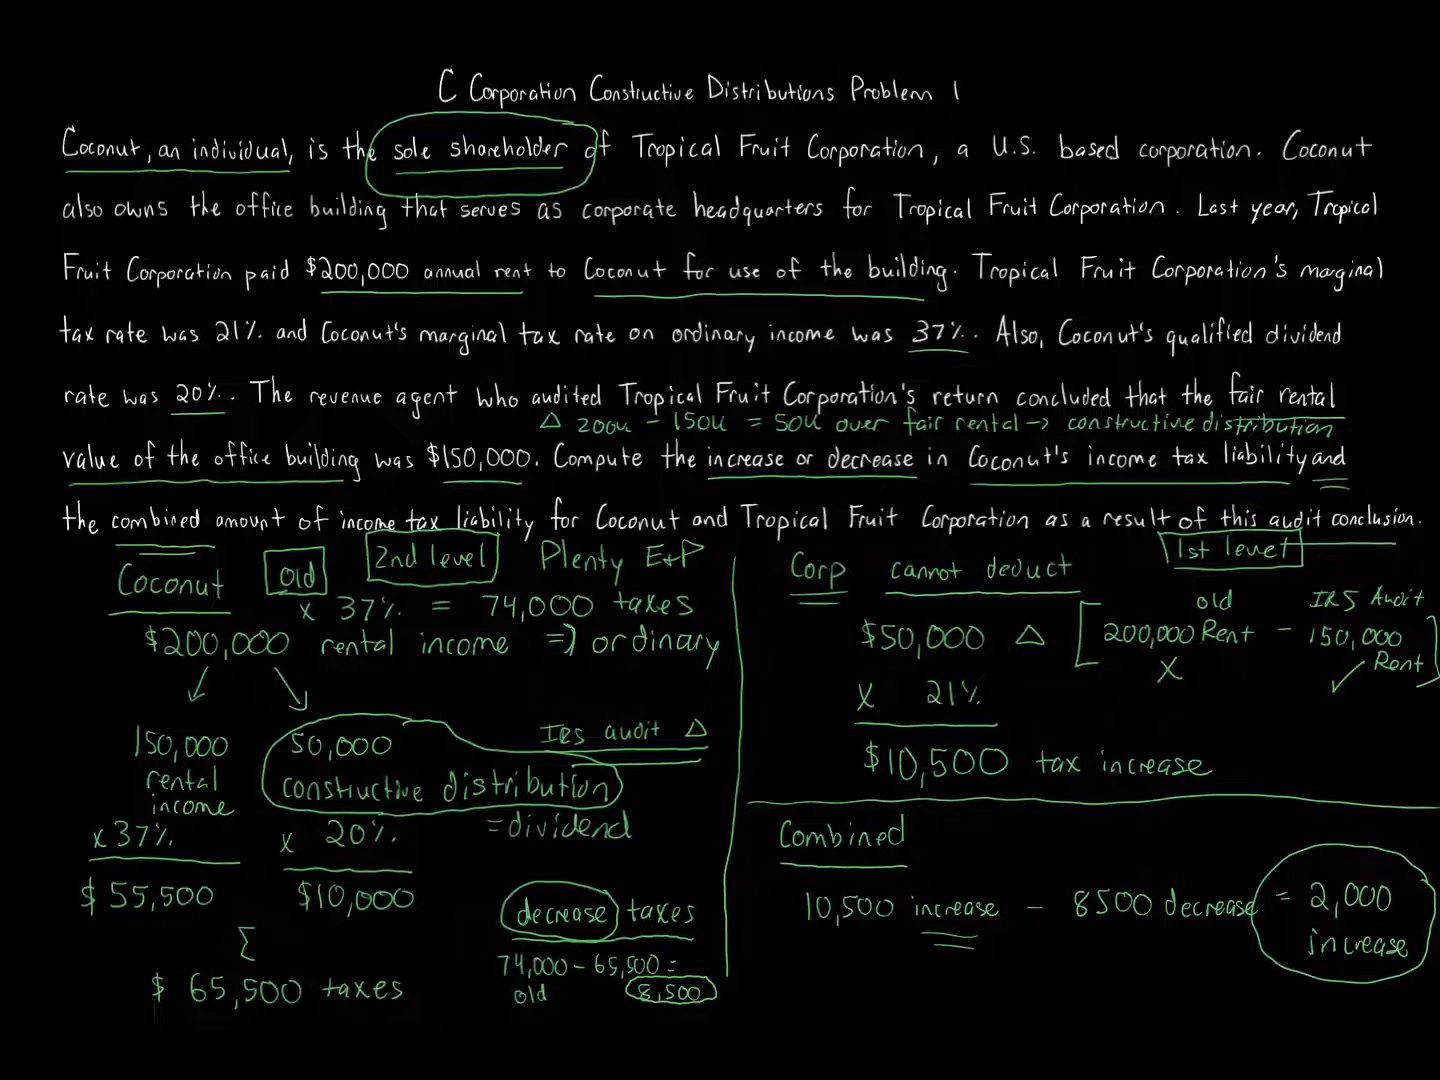 C Corporation Constructive Distributions Problem 1
Coconut, an individual, is the sole shareholder of Tropical Fruit Corporation, a U.S. based corporation. Coconut
also owns the office building that serves as corporate headquarters for Tropical Fruit Corporation. Last year, Tropical
Fruit Corporation paid $200,000 annual rent to Coconut for use of the building. Tropical Fruit Corporation's marginal
tax rate was 21% and Coconut's marginal tax rate on ordinary income was 37%. Also, Coconut's qualified dividend
rate was 20%. The revenue agent who audited Tropical Fruit Corporation's return concluded that the fair rental
Δ 200k - 150k = 50k over fair rental → constructive distribution
value of the office building was $150,000. Compute the increase or decrease in Coconut's income tax liability and
the combined amount of income tax liability for Coconut and Tropical Fruit Corporation as a result of this audit conclusion.
Coconut
Old
2nd level
Plenty E+P
x 37% = 74,000 taxes
$200,000 rental income => ordinary
150,000
rental
income
x 37%
$55,500
50,000
constructive distribution
= dividend
x 20%
$10,000
IRS audit Δ
Σ
$ 65,500 taxes
decrease taxes
74,000 - 65,500 =
old
8,500
Corp cannot deduct
1st level
old
IRS Audit
$50,000 Δ [200,000 Rent - 150,000
Rent]
X ✓
x 21%
$10,500 tax increase
Combined
10,500 increase - 8500 decrease = 2,000
increase